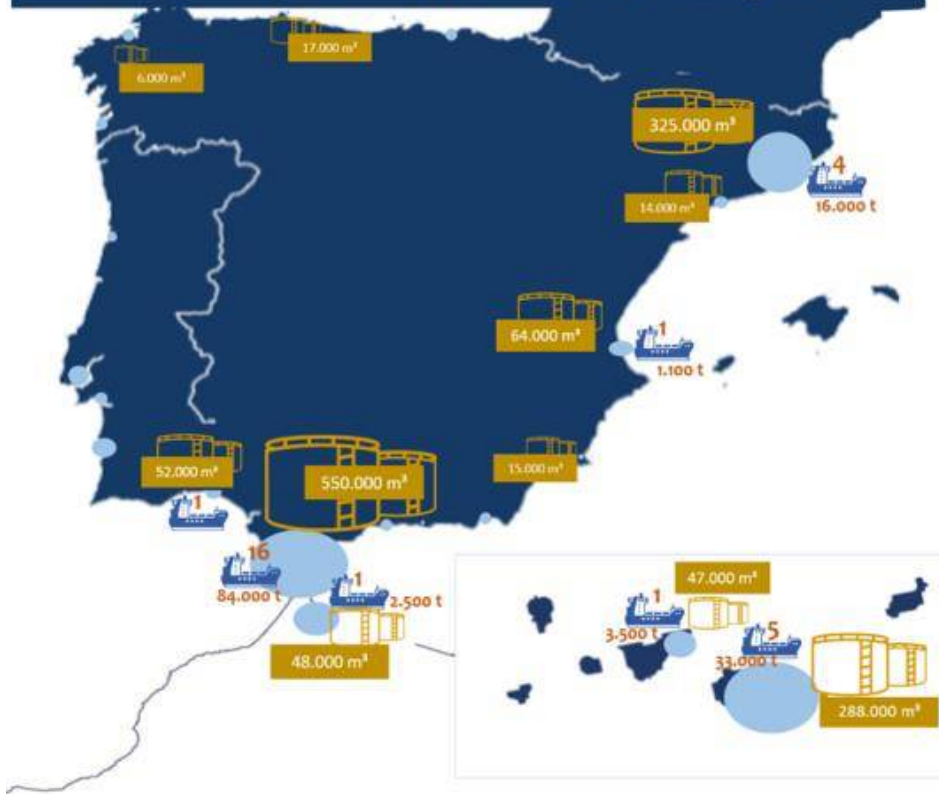 17.000 m³
6.000 m³
325.000 m³
4
16.000 t
14.000 m³
64.000 m³
1
1.100 t
52.000 m³
550.000 m³
15.000 m³
1
16
84.000 t
1
2.500 t
48.000 m³
47.000 m³
1
3.500 t
5
33.000 t
288.000 m³